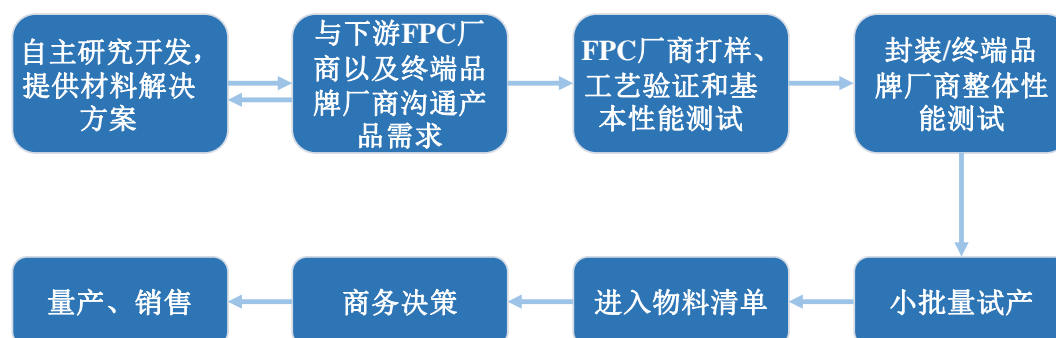 自主研究开发，
提供材料解决
方案
与下游FPC厂
商以及终端品
牌厂商沟通产
品需求
FPC厂商打样、
工艺验证和基
本性能测试
封装/终端品
牌厂商整体性
能测试
量产、销售
商务决策
进入物料清单
小批量试产